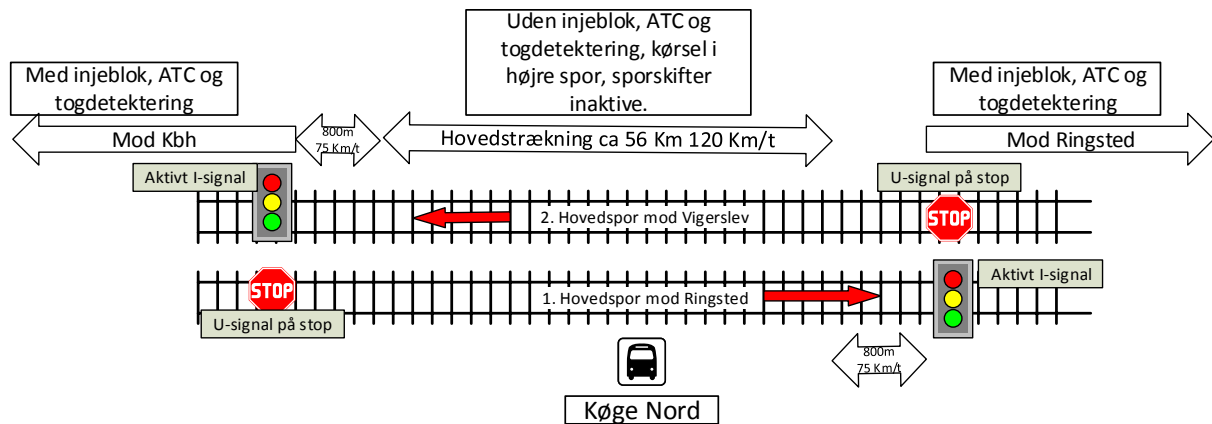 Uden injeblok, ATC og
togdetektering, kørsel i
højre spor, sporskifter
inaktive.
Med injeblok, ATC og
togdetektering
Med injeblok, ATC og
togdetektering
Mod Kbh
800m
75 Km/t
Hovedstrækning ca 56 Km 120 Km/t
Mod Ringsted
Aktivt I-signal
U-signal på stop
2. Hovedspor mod Vigerslev
STOP
STOP
1. Hovedspor mod Ringsted
Aktivt I-signal
U-signal på stop
800m
75 Km/t
Køge Nord